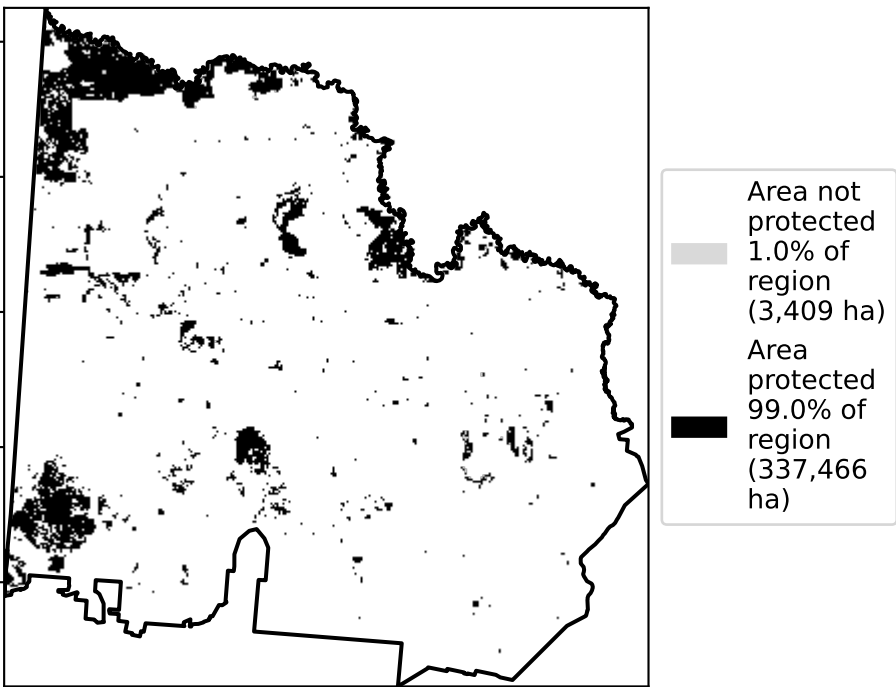 Area not
protected
1.0% of
region
(3,409 ha)
Area
protected
99.0% of
region
(337,466
ha)